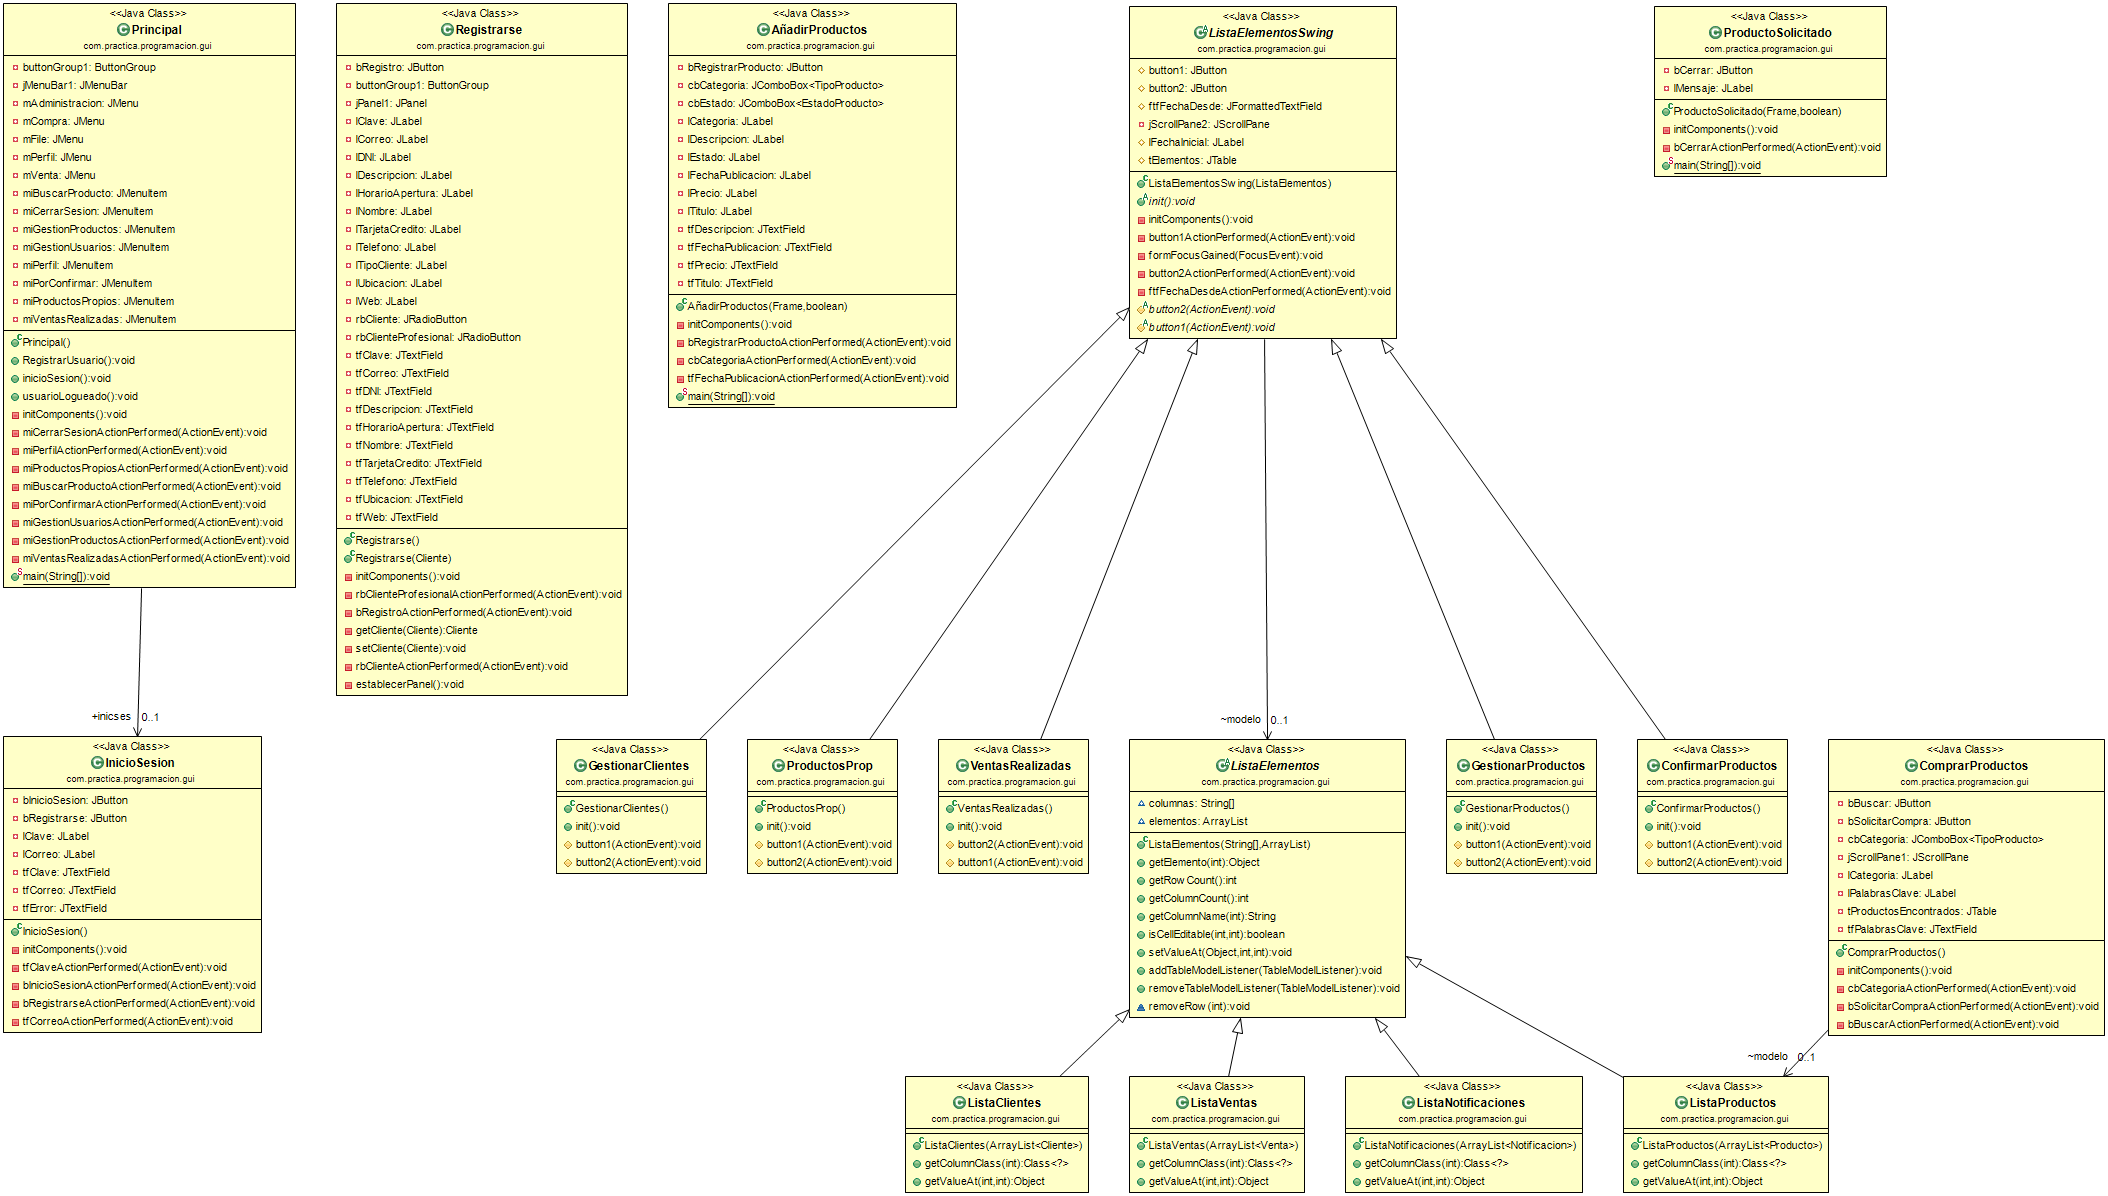 <<Java Class>>
Principal
com.practica.programacion.gui
buttonGroup1: ButtonGroup
jMenuBar1: JMenuBar
mAdministracion: JMenu
mCompra: JMenu
mFile: JMenu
mPerfil: JMenu
mVenta: JMenu
miBuscarProducto: JMenuItem
miCerrarSesion: JMenuItem
miGestionProductos: JMenuItem
miGestionUsuarios: JMenuItem
miPerfil: JMenuItem
miPorConfirmar: JMenuItem
miProductosPropios: JMenuItem
miVentasRealizadas: JMenuItem
Principal()
RegistrarUsuario():void
inicioSesion():void
usuarioLogueado():void
initComponents():void
miCerrarSesionActionPerformed(ActionEvent):void
miPerfilActionPerformed(ActionEvent):void
miProductosPropiosActionPerformed(ActionEvent):void
miBuscarProductoActionPerformed(ActionEvent):void
miPorConfirmarActionPerformed(ActionEvent):void
miGestionUsuariosActionPerformed(ActionEvent):void
miGestionProductosActionPerformed(ActionEvent):void
miVentasRealizadasActionPerformed(ActionEvent):void
main(String[]):void
<<Java Class>>
Registrarse
com.practica.programacion.gui
bRegistro: JButton
buttonGroup1: ButtonGroup
jPanel1: JPanel
lClave: JLabel
lCorreo: JLabel
lDNI: JLabel
lDescripcion: JLabel
lHorarioApertura: JLabel
lNombre: JLabel
lTarjetaCredito: JLabel
lTelefono: JLabel
lTipoCliente: JLabel
lUbicacion: JLabel
lWeb: JLabel
rbCliente: JRadioButton
rbClienteProfesional: JRadioButton
tfClave: JTextField
tfCorreo: JTextField
tfDNI: JTextField
tfDescripcion: JTextField
tfHorarioApertura: JTextField
tfNombre: JTextField
tfTarjetaCredito: JTextField
tfTelefono: JTextField
tfUbicacion: JTextField
tfWeb: JTextField
Registrarse()
Registrarse(Cliente)
initComponents():void
rbClienteProfesionalActionPerformed(ActionEvent):void
bRegistroActionPerformed(ActionEvent):void
getCliente(Cliente):Cliente
setCliente(Cliente):void
rbClienteActionPerformed(ActionEvent):void
establecerPanel():void
<<Java Class>>
AñadirProductos
com.practica.programacion.gui
bRegistrarProducto: JButton
cbCategoria: JComboBox<TipoProducto>
cbEstado: JComboBox<EstadoProducto>
lCategoria: JLabel
lDescripcion: JLabel
lEstado: JLabel
lFechaPublicacion: JLabel
lPrecio: JLabel
lTitulo: JLabel
tfDescripcion: JTextField
tfFechaPublicacion: JTextField
tfPrecio: JTextField
tfTitulo: JTextField
AñadirProductos(Frame,boolean)
initComponents():void
bRegistrarProductoActionPerformed(ActionEvent):void
cbCategoriaActionPerformed(ActionEvent):void
tfFechaPublicacionActionPerformed(ActionEvent):void
main(String[]):void
<<Java Class>>
ListaElementosSwing
com.practica.programacion.gui
button1: JButton
button2: JButton
ftfFechaDesde: JFormattedTextField
jScrollPane2: JScrollPane
lFechaInicial: JLabel
tElementos: JTable
ListaElementosSwing(ListaElementos)
init():void
initComponents():void
button1ActionPerformed(ActionEvent):void
formFocusGained(FocusEvent):void
button2ActionPerformed(ActionEvent):void
ftfFechaDesdeActionPerformed(ActionEvent):void
button2(ActionEvent):void
button1(ActionEvent):void
<<Java Class>>
ProductoSolicitado
com.practica.programacion.gui
bCerrar: JButton
lMensaje: JLabel
ProductoSolicitado(Frame,boolean)
initComponents():void
bCerrarActionPerformed(ActionEvent):void
main(String[]):void
+inicses 0..1
~modelo 0..1
<<Java Class>>
InicioSesion
com.practica.programacion.gui
bInicioSesion: JButton
bRegistrarse: JButton
lClave: JLabel
lCorreo: JLabel
tfClave: JTextField
tfCorreo: JTextField
tfError: JTextField
InicioSesion()
initComponents():void
tfClaveActionPerformed(ActionEvent):void
bInicioSesionActionPerformed(ActionEvent):void
bRegistrarseActionPerformed(ActionEvent):void
tfCorreoActionPerformed(ActionEvent):void
<<Java Class>>
GestionarClientes
com.practica.programacion.gui
GestionarClientes()
init():void
button1(ActionEvent):void
button2(ActionEvent):void
<<Java Class>>
ProductosProp
com.practica.programacion.gui
ProductosProp()
init():void
button1(ActionEvent):void
button2(ActionEvent):void
<<Java Class>>
VentasRealizadas
com.practica.programacion.gui
VentasRealizadas()
init():void
button2(ActionEvent):void
button1(ActionEvent):void
<<Java Class>>
ListaElementos
com.practica.programacion.gui
columnas: String[]
elementos: ArrayList
ListaElementos(String[],ArrayList)
getElemento(int):Object
getRowCount():int
getColumnCount():int
getColumnName(int):String
isCellEditable(int,int):boolean
setValueAt(Object,int,int):void
addTableModelListener(TableModelListener):void
removeTableModelListener(TableModelListener):void
removeRow(int):void
<<Java Class>>
GestionarProductos
com.practica.programacion.gui
GestionarProductos()
init():void
button1(ActionEvent):void
button2(ActionEvent):void
<<Java Class>>
ConfirmarProductos
com.practica.programacion.gui
ConfirmarProductos()
init():void
button1(ActionEvent):void
button2(ActionEvent):void
<<Java Class>>
ComprarProductos
com.practica.programacion.gui
bBuscar: JButton
bSolicitarCompra: JButton
cbCategoria: JComboBox<TipoProducto>
jScrollPane1: JScrollPane
lCategoria: JLabel
lPalabrasClave: JLabel
tProductosEncontrados: JTable
tfPalabrasClave: JTextField
ComprarProductos()
initComponents():void
cbCategoriaActionPerformed(ActionEvent):void
bSolicitarCompraActionPerformed(ActionEvent):void
bBuscarActionPerformed(ActionEvent):void
~modelo 0..1
<<Java Class>>
ListaClientes
com.practica.programacion.gui
ListaClientes(ArrayList<Cliente>)
getColumnClass(int):Class<?>
getValueAt(int,int):Object
<<Java Class>>
ListaVentas
com.practica.programacion.gui
ListaVentas(ArrayList<Venta>)
getColumnClass(int):Class<?>
getValueAt(int,int):Object
<<Java Class>>
ListaNotificaciones
com.practica.programacion.gui
ListaNotificaciones(ArrayList<Notificacion>)
getColumnClass(int):Class<?>
getValueAt(int,int):Object
<<Java Class>>
ListaProductos
com.practica.programacion.gui
ListaProductos(ArrayList<Producto>)
getColumnClass(int):Class<?>
getValueAt(int,int):Object